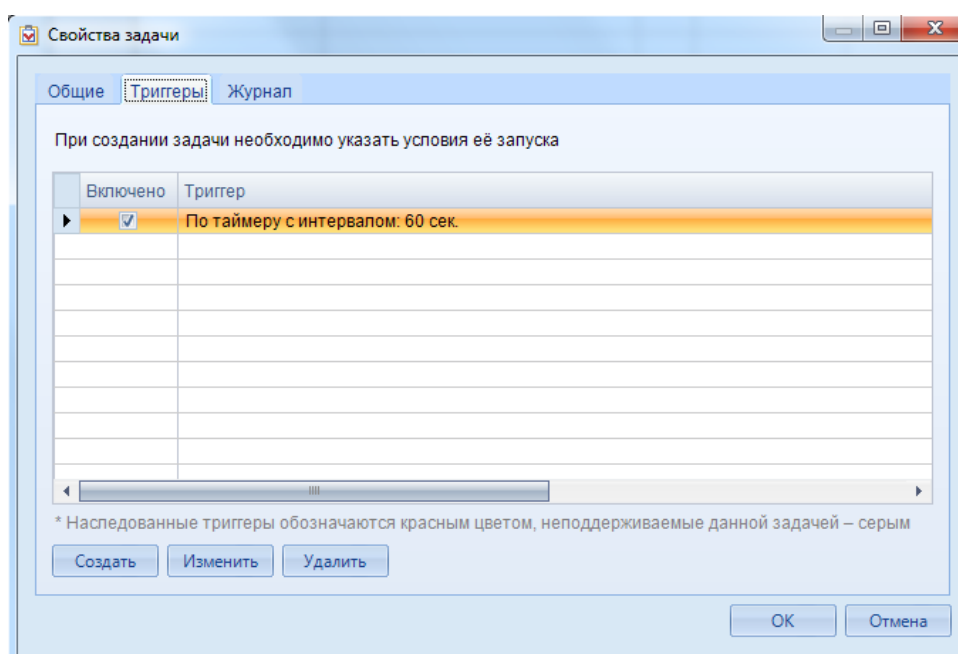 Свойства задачи
Общие Триггеры Журнал
При создании задачи необходимо указать условия её запуска
Включено Триггер
По таймеру с интервалом: 60 сек.
* Наследованные триггеры обозначаются красным цветом, неподдерживаемые данной задачей – серым
Создать Изменить Удалить
ОК Отмена